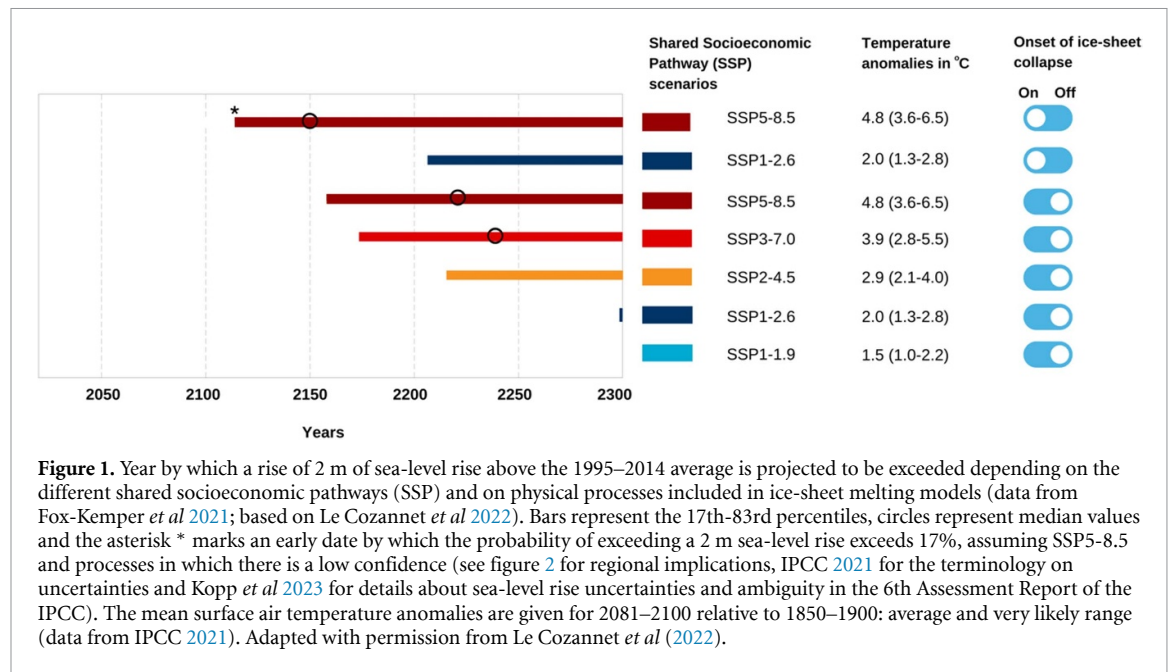 Shared Socioeconomic
Pathway (SSP)
scenarios
Temperature
anomalies in °C
Onset of ice-sheet
collapse
On Off
*
SSP5-8.5 4.8 (3.6-6.5)
SSP1-2.6 2.0 (1.3-2.8)
SSP5-8.5 4.8 (3.6-6.5)
SSP3-7.0 3.9 (2.8-5.5)
SSP2-4.5 2.9 (2.1-4.0)
SSP1-2.6 2.0 (1.3-2.8)
SSP1-1.9 1.5 (1.0-2.2)
2050 2100 2150 2200 2250 2300
Years
Figure 1. Year by which a rise of 2 m of sea-level rise above the 1995–2014 average is projected to be exceeded depending on the
different shared socioeconomic pathways (SSP) and on physical processes included in ice-sheet melting models (data from
Fox-Kemper et al 2021; based on Le Cozannet et al 2022). Bars represent the 17th-83rd percentiles, circles represent median values
and the asterisk * marks an early date by which the probability of exceeding a 2 m sea-level rise exceeds 17%, assuming SSP5-8.5
and processes in which there is a low confidence (see figure 2 for regional implications, IPCC 2021 for the terminology on
uncertainties and Kopp et al 2023 for details about sea-level rise uncertainties and ambiguity in the 6th Assessment Report of the
IPCC). The mean surface air temperature anomalies are given for 2081–2100 relative to 1850–1900: average and very likely range
(data from IPCC 2021). Adapted with permission from Le Cozannet et al (2022).